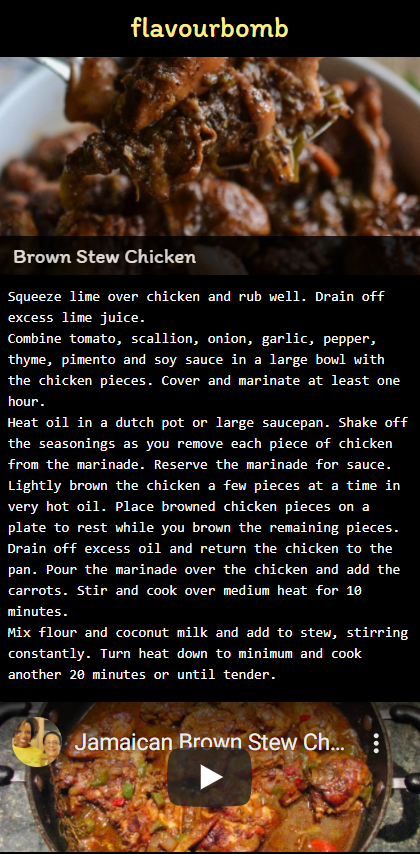 flavourbomb
Brown Stew Chicken
Squeeze lime over chicken and rub well. Drain off
excess lime juice.
Combine tomato, scallion, onion, garlic, pepper,
thyme, pimento and soy sauce in a large bowl with
the chicken pieces. Cover and marinate at least one
hour.
Heat oil in a dutch pot or large saucepan. Shake off
the seasonings as you remove each piece of chicken
from the marinade. Reserve the marinade for sauce.
Lightly brown the chicken a few pieces at a time in
very hot oil. Place browned chicken pieces on a
plate to rest while you brown the remaining pieces.
Drain off excess oil and return the chicken to the
pan. Pour the marinade over the chicken and add the
carrots. Stir and cook over medium heat for 10
minutes.
Mix flour and coconut milk and add to stew, stirring
constantly. Turn heat down to minimum and cook
another 20 minutes or until tender.
Jamaican Brown Stew Ch...